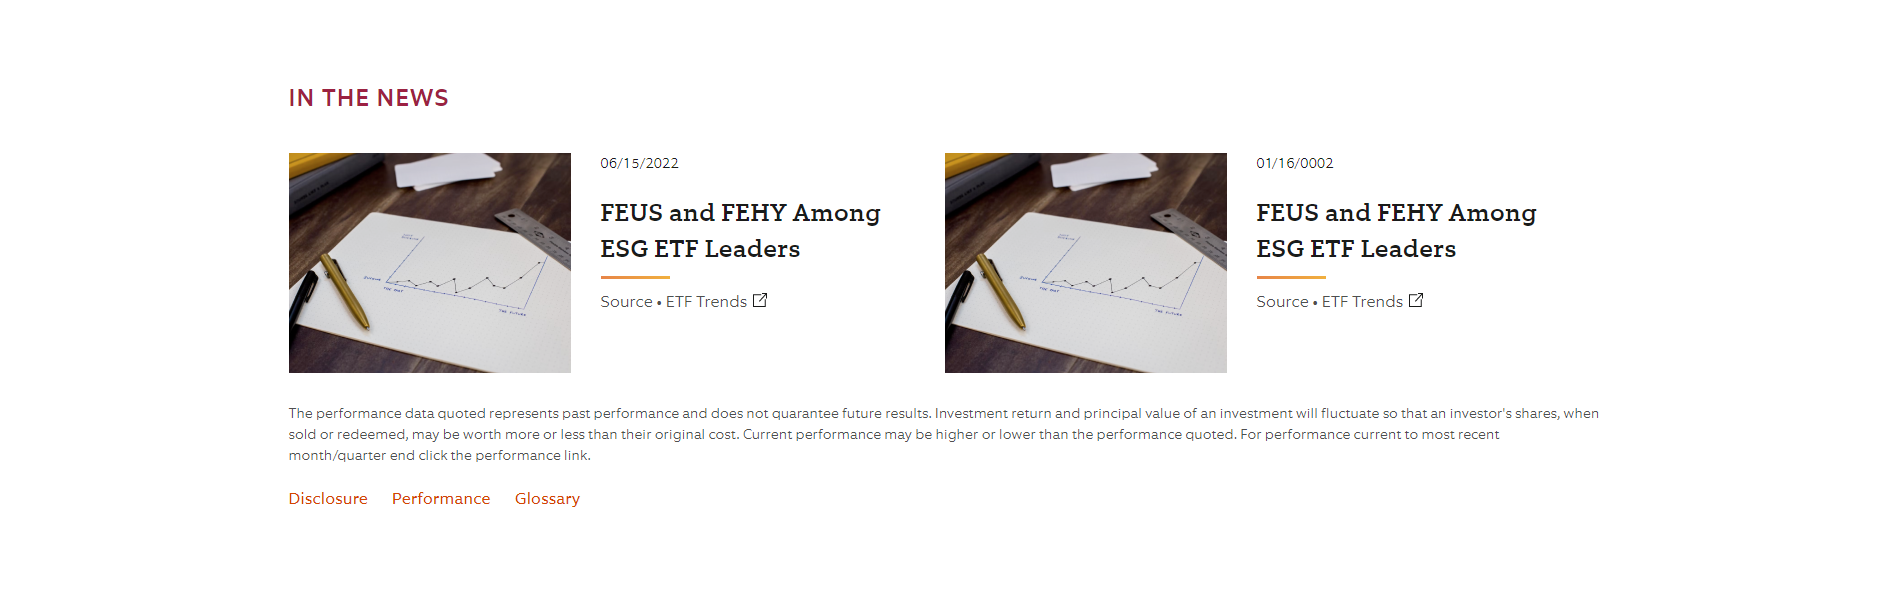 IN THE NEWS
06/15/2022
FEUS and FEHY Among
ESG ETF Leaders
Source • ETF Trends
01/16/0002
FEUS and FEHY Among
ESG ETF Leaders
Source • ETF Trends
THE FUTURE
THE FUTURE
The performance data quoted represents past performance and does not quarantee future results. Investment return and principal value of an investment will fluctuate so that an investor's shares, when
sold or redeemed, may be worth more or less than their original cost. Current performance may be higher or lower than the performance quoted. For performance current to most recent
month/quarter end click the performance link.
Disclosure Performance Glossary